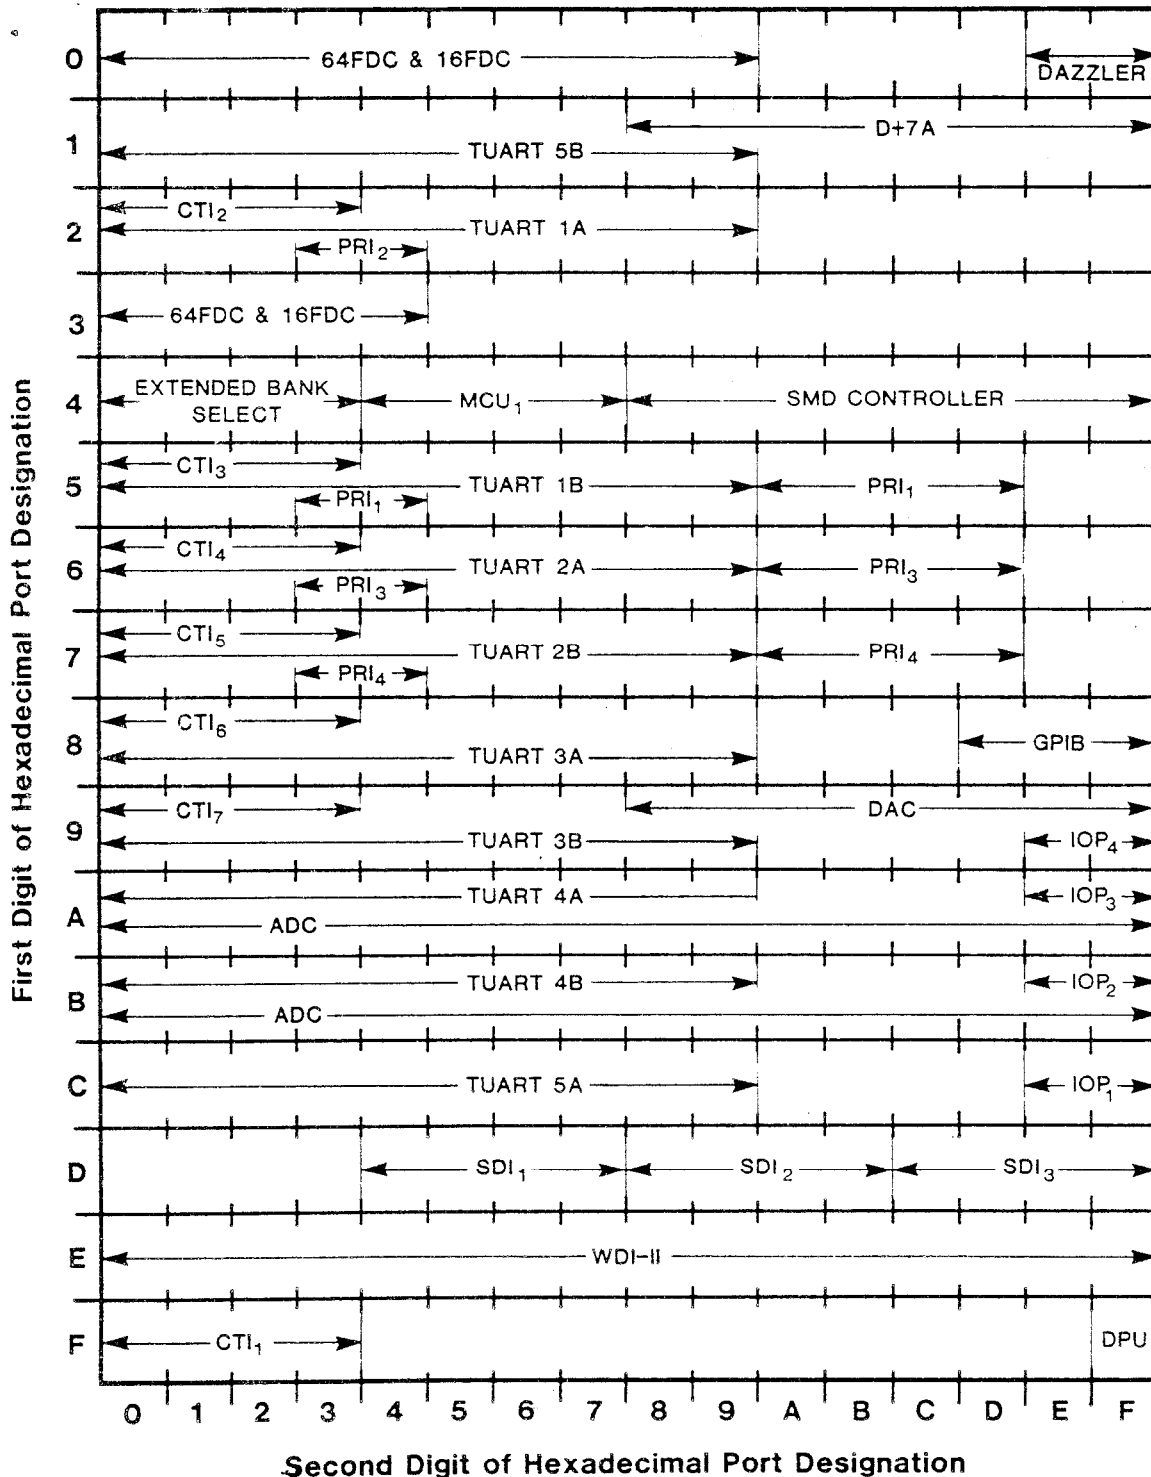 0
64FDC & 16FDC
DAZZLER
1
D+7A
TUART 5B
2
CTI2
TUART 1A
PRI2
3
64FDC & 16FDC
4
EXTENDED BANK
SELECT
MCU1
SMD CONTROLLER
5
CTI3
TUART 1B
PRI1
PRI1
6
CTI4
TUART 2A
PRI3
PRI3
7
CTI5
TUART 2B
PRI4
PRI4
8
CTI6
GPIB
TUART 3A
9
CTI7
DAC
TUART 3B
IOP4
A
TUART 4A
IOP3
ADC
B
TUART 4B
IOP2
ADC
C
TUART 5A
IOP1
D
SDI1
SDI2
SDI3
E
WDI-II
F
CTI1
DPU
0 1 2 3 4 5 6 7 8 9 A B C D E F
Second Digit of Hexadecimal Port Designation
First Digit of Hexadecimal Port Designation